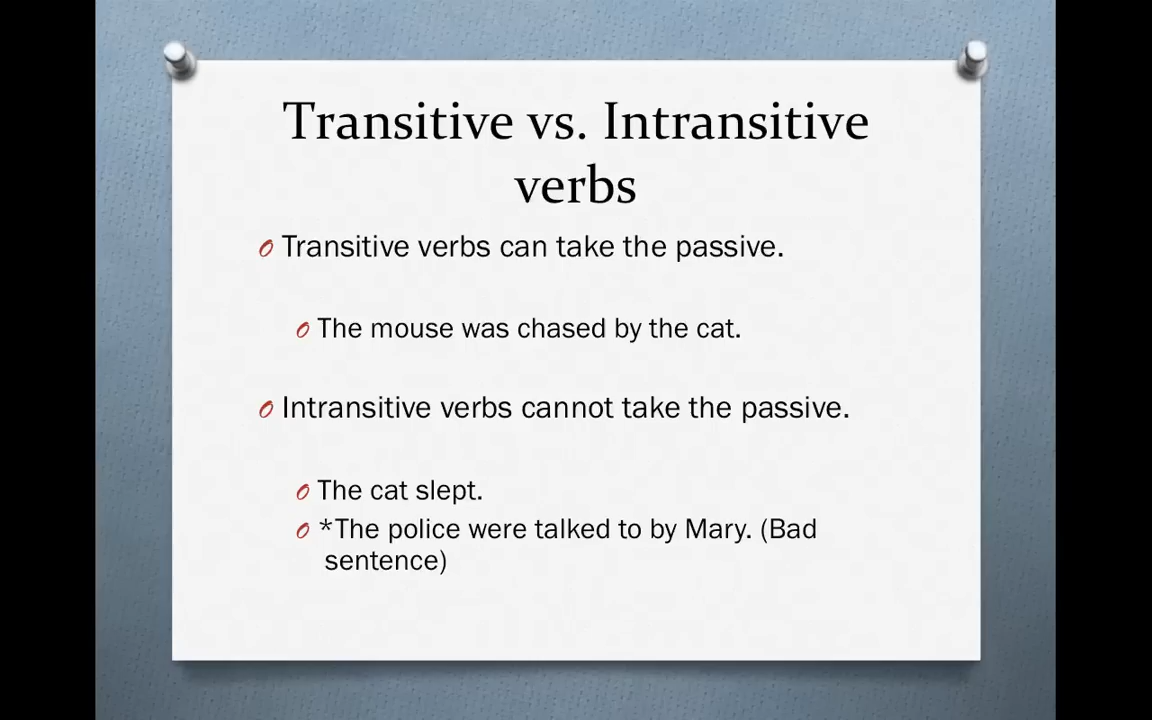 Transitive vs. Intransitive
verbs
Transitive verbs can take the passive.
The mouse was chased by the cat.
Intransitive verbs cannot take the passive.
The cat slept.
*The police were talked to by Mary. (Bad
sentence)